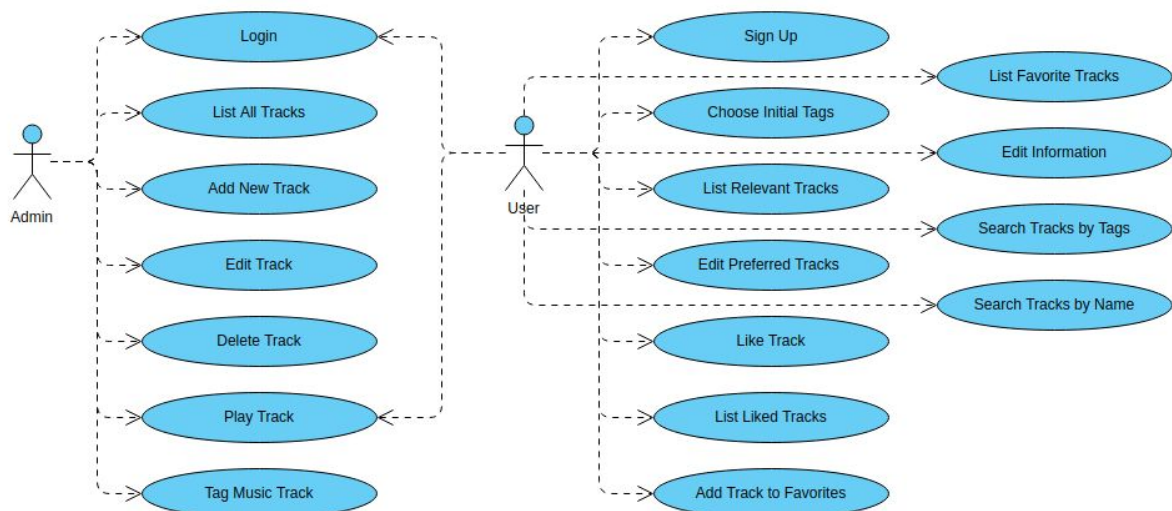 Login
Sign Up
List Favorite Tracks
List All Tracks
Choose Initial Tags
Edit Information
Admin
User
Add New Track
List Relevant Tracks
Search Tracks by Tags
Edit Track
Edit Preferred Tracks
Search Tracks by Name
Delete Track
Like Track
Play Track
List Liked Tracks
Tag Music Track
Add Track to Favorites